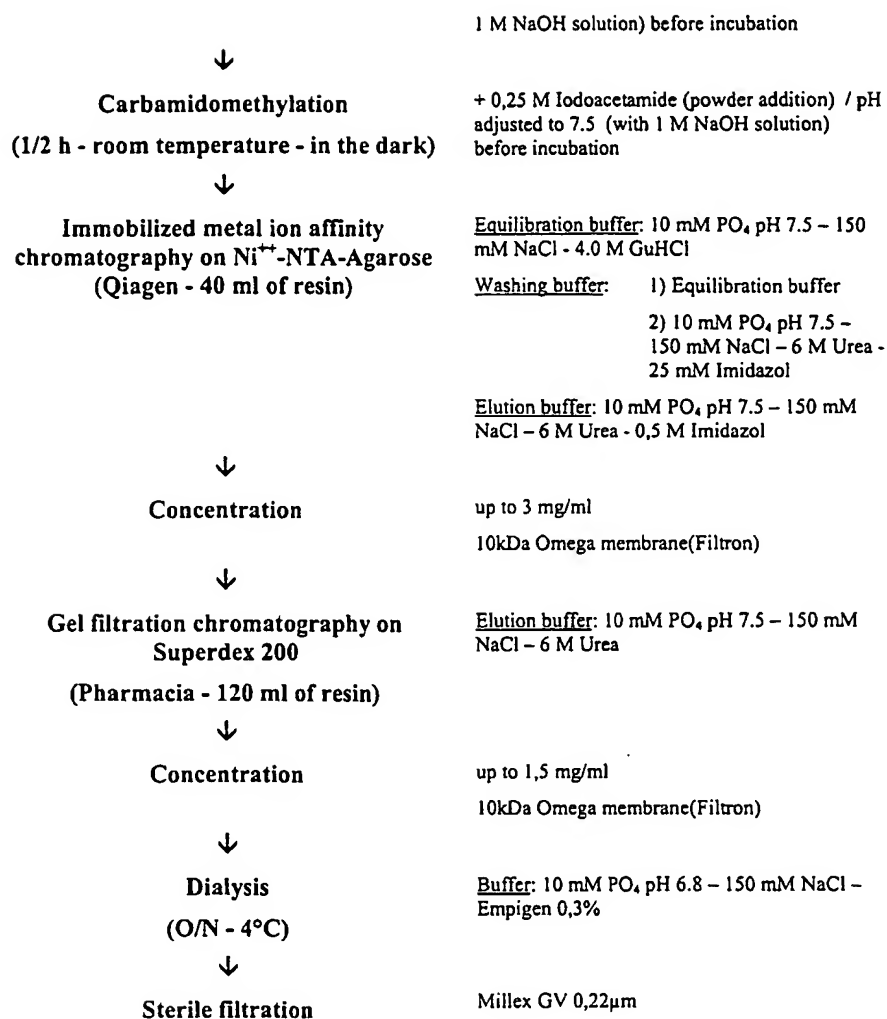 1 M NaOH solution) before incubation
↓
Carbamidomethylation
(1/2 h - room temperature - in the dark)
+ 0,25 M Iodoacetamide (powder addition) / pH
adjusted to 7.5 (with 1 M NaOH solution)
before incubation
↓
Immobilized metal ion affinity
chromatography on Ni⁺⁺-NTA-Agarose
(Qiagen - 40 ml of resin)
Equilibration buffer: 10 mM PO₄ pH 7.5 – 150
mM NaCl - 4.0 M GuHCl
Washing buffer: 1) Equilibration buffer
2) 10 mM PO₄ pH 7.5 –
150 mM NaCl – 6 M Urea -
25 mM Imidazol
Elution buffer: 10 mM PO₄ pH 7.5 – 150 mM
NaCl – 6 M Urea - 0,5 M Imidazol
↓
Concentration
up to 3 mg/ml
10kDa Omega membrane(Filtron)
↓
Gel filtration chromatography on
Superdex 200
(Pharmacia - 120 ml of resin)
Elution buffer: 10 mM PO₄ pH 7.5 – 150 mM
NaCl – 6 M Urea
↓
Concentration
up to 1,5 mg/ml
10kDa Omega membrane(Filtron)
↓
Dialysis
(O/N - 4°C)
Buffer: 10 mM PO₄ pH 6.8 – 150 mM NaCl –
Empigen 0,3%
↓
Sterile filtration
Millex GV 0,22µm